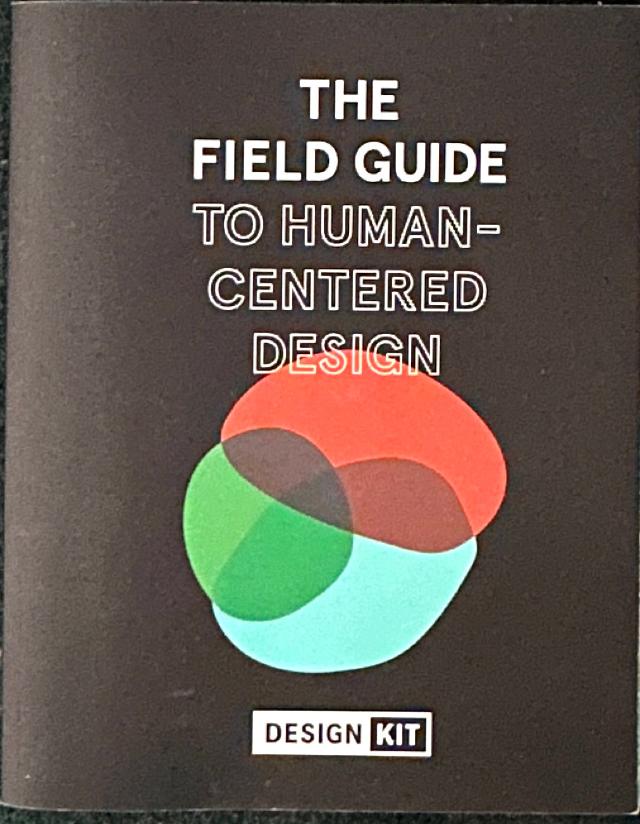 THE
FIELD GUIDE
TO HUMAN-
CENTERED
DESIGN
DESIGN KIT